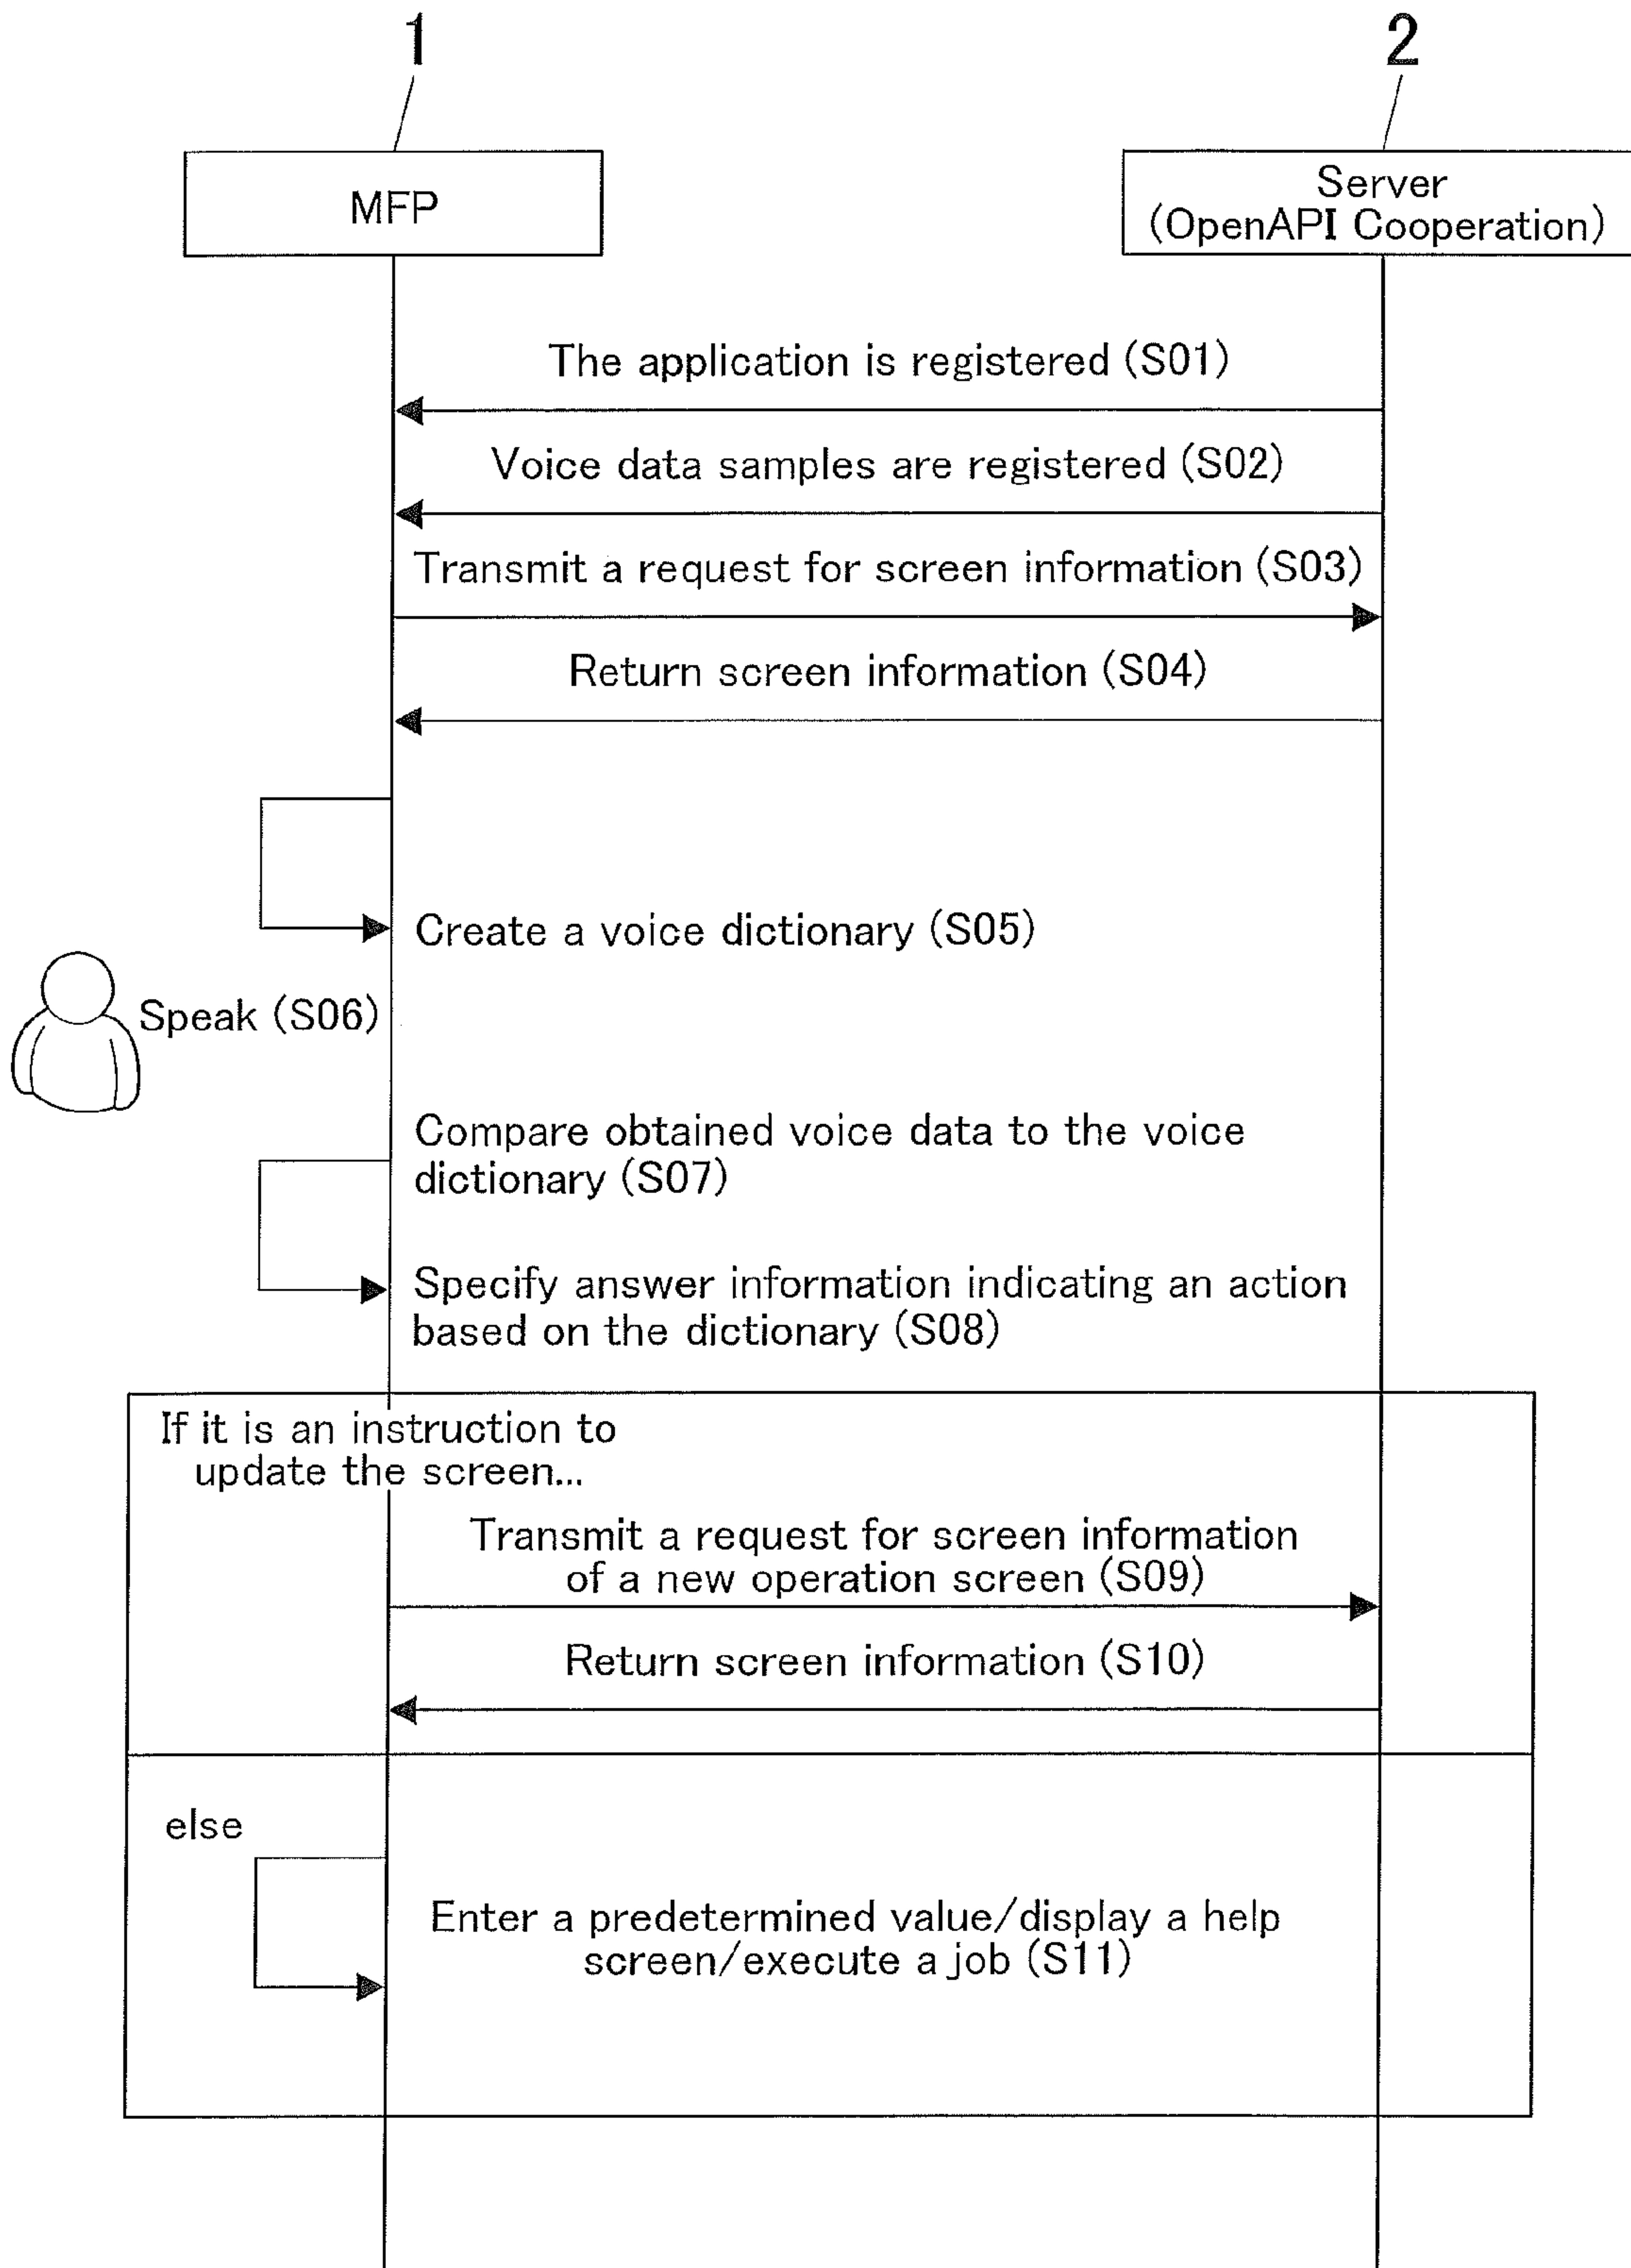 1
2
MFP
Server
(OpenAPI Cooperation)
The application is registered (S01)
Voice data samples are registered (S02)
Transmit a request for screen information (S03)
Return screen information (S04)
Create a voice dictionary (S05)
Speak (S06)
Compare obtained voice data to the voice
dictionary (S07)
Specify answer information indicating an action
based on the dictionary (S08)
If it is an instruction to
update the screen...
Transmit a request for screen information
of a new operation screen (S09)
Return screen information (S10)
else
Enter a predetermined value/display a help
screen/execute a job (S11)